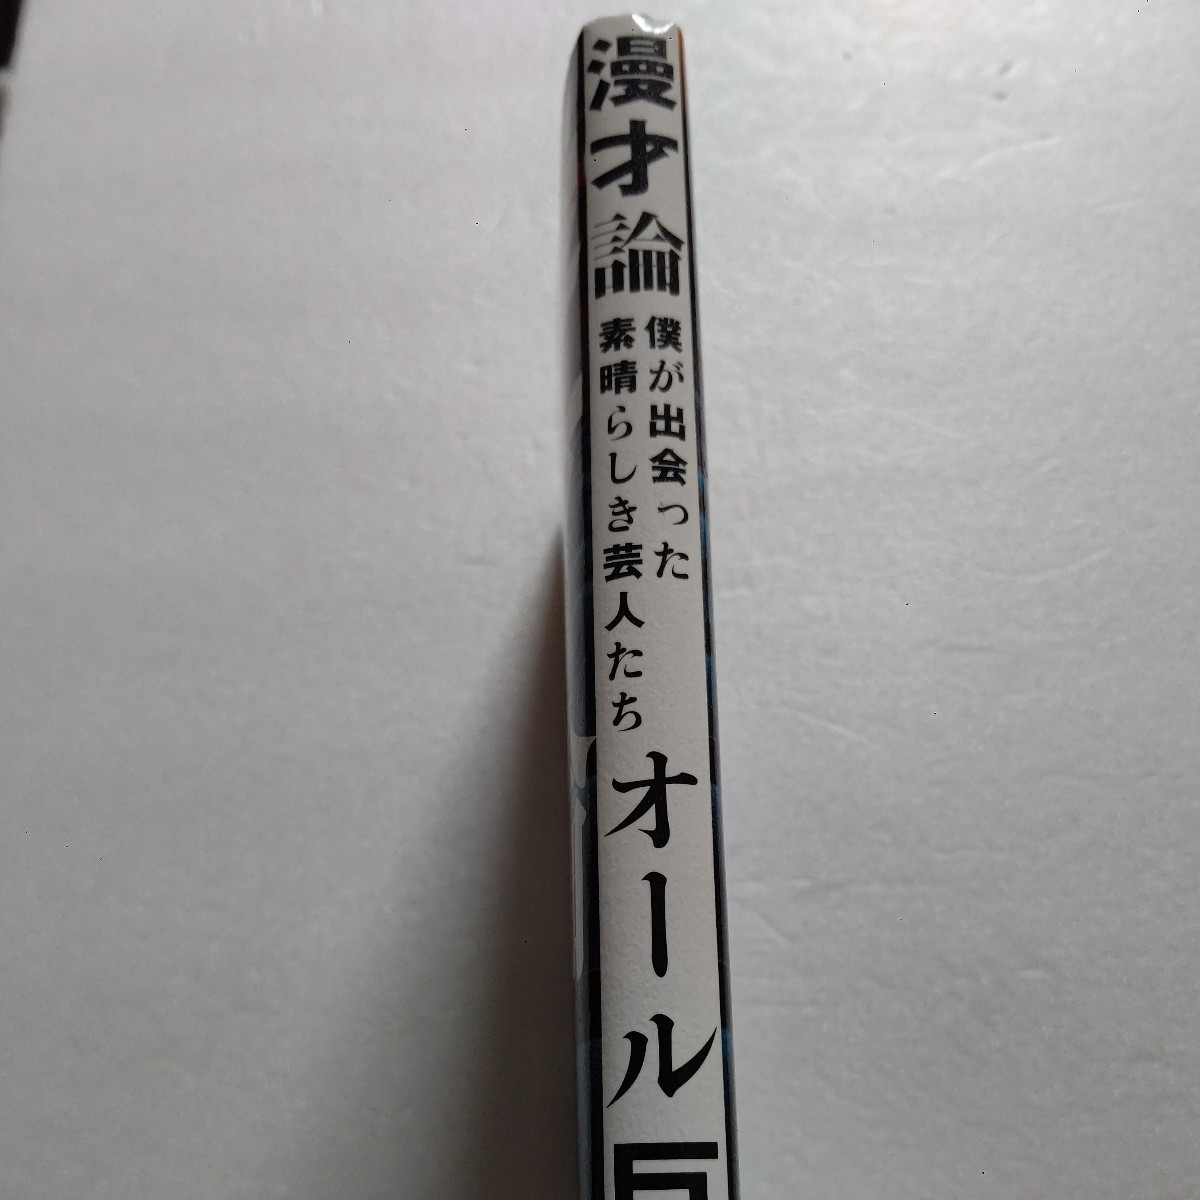 漫才論
僕が出会った
素晴らしき芸人たち
オール巨